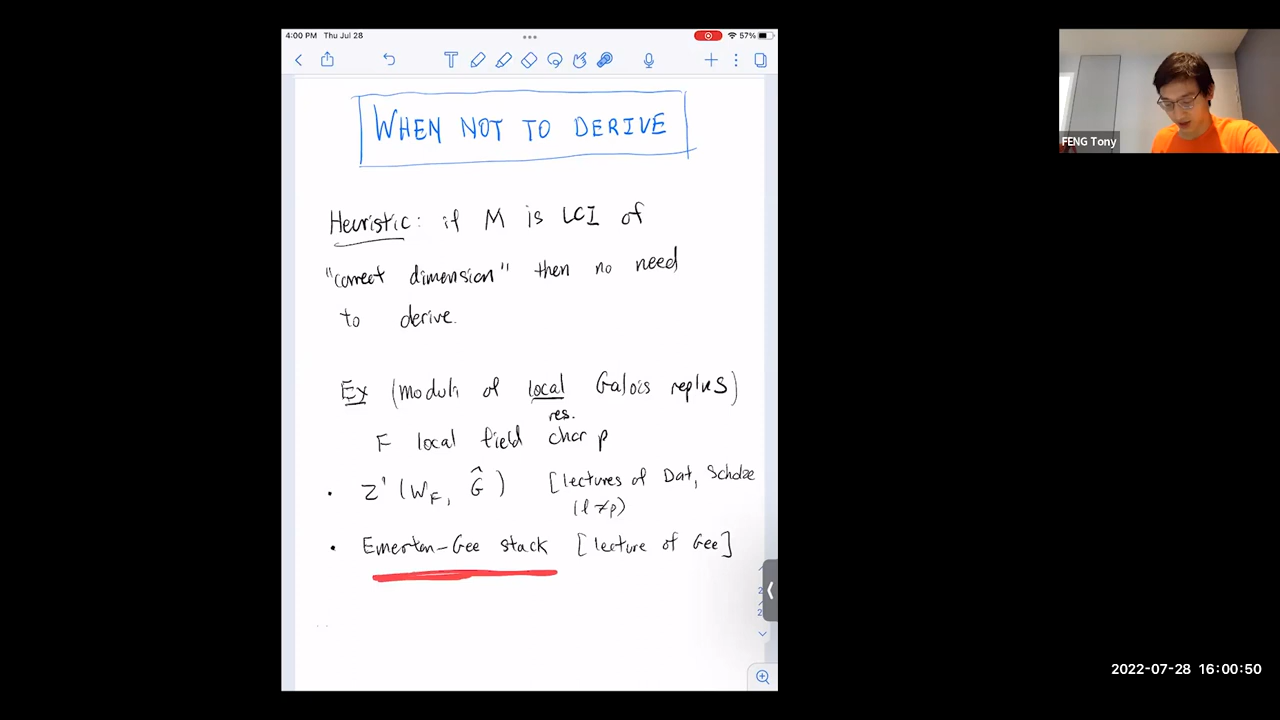 4:00 PM Thu Jul 28
57%
WHEN NOT TO DERIVE
Heuristic: if M is LCI of
"correct dimension" then no need
to derive.
Ex (Moduli of local Galois repl'ns)
res.
F local field char p
• Z¹(W_F, Ĝ) [lectures of Dat, Scholze
(l≠p)
• Emerton-Gee stack [lecture of Gee]
FENG Tony
2022-07-28 16:00:50